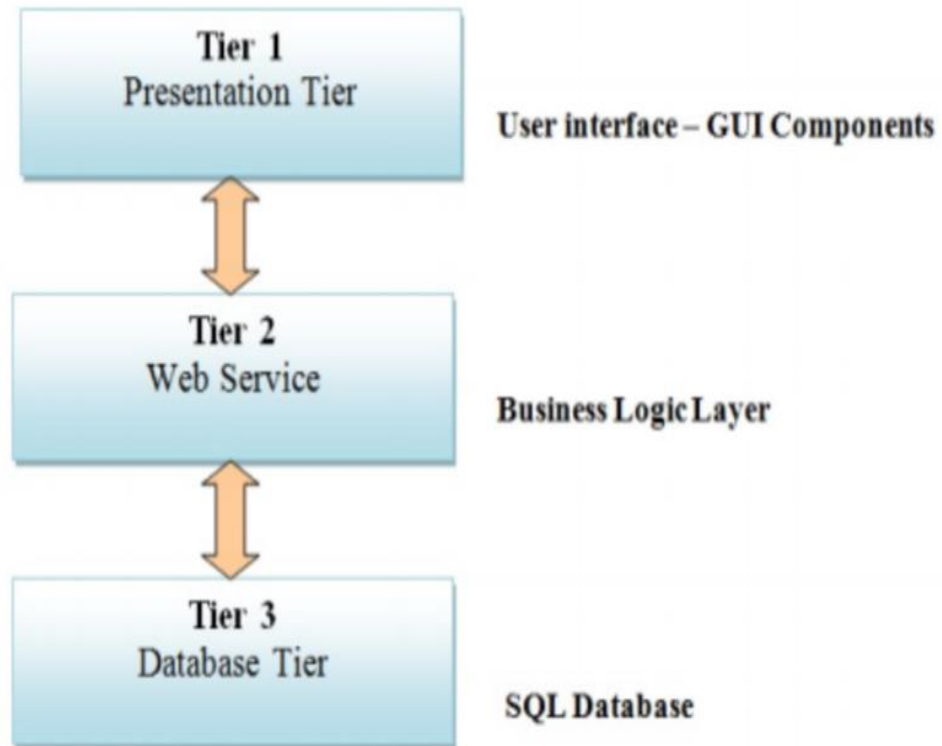 Tier 1
Presentation Tier
User interface – GUI Components
Tier 2
Web Service
Business Logic Layer
Tier 3
Database Tier
SQL Database